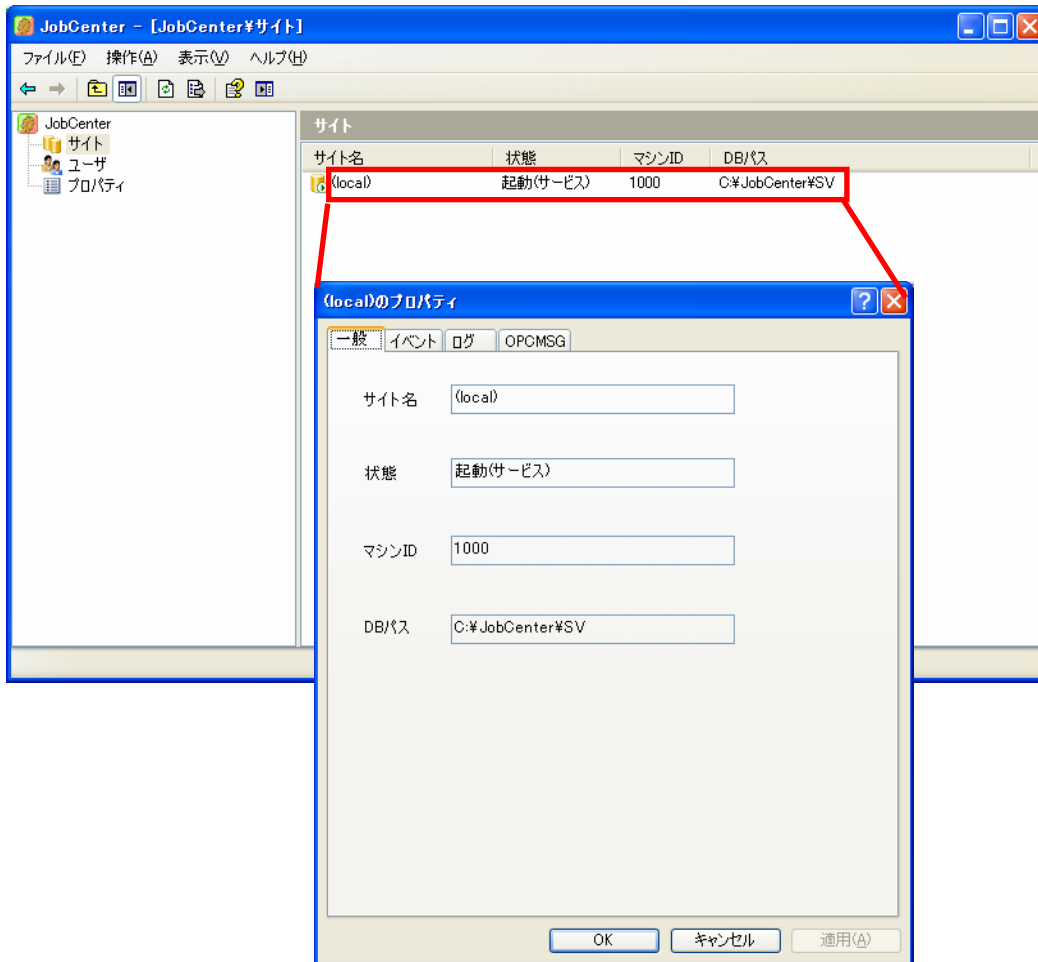 JobCenter - [JobCenter¥サイト]
ファイル(F) 操作(A) 表示(V) ヘルプ(H)
JobCenter
サイト
ユーザ
プロパティ
サイト
サイト名 状態 マシンID DBパス
(local) 起動(サービス) 1000 C:¥JobCenter¥SV
(local)のプロパティ
一般 イベント ログ OPCMSG
サイト名 (local)
状態 起動(サービス)
マシンID 1000
DBパス C:¥JobCenter¥SV
OK キャンセル 適用(A)